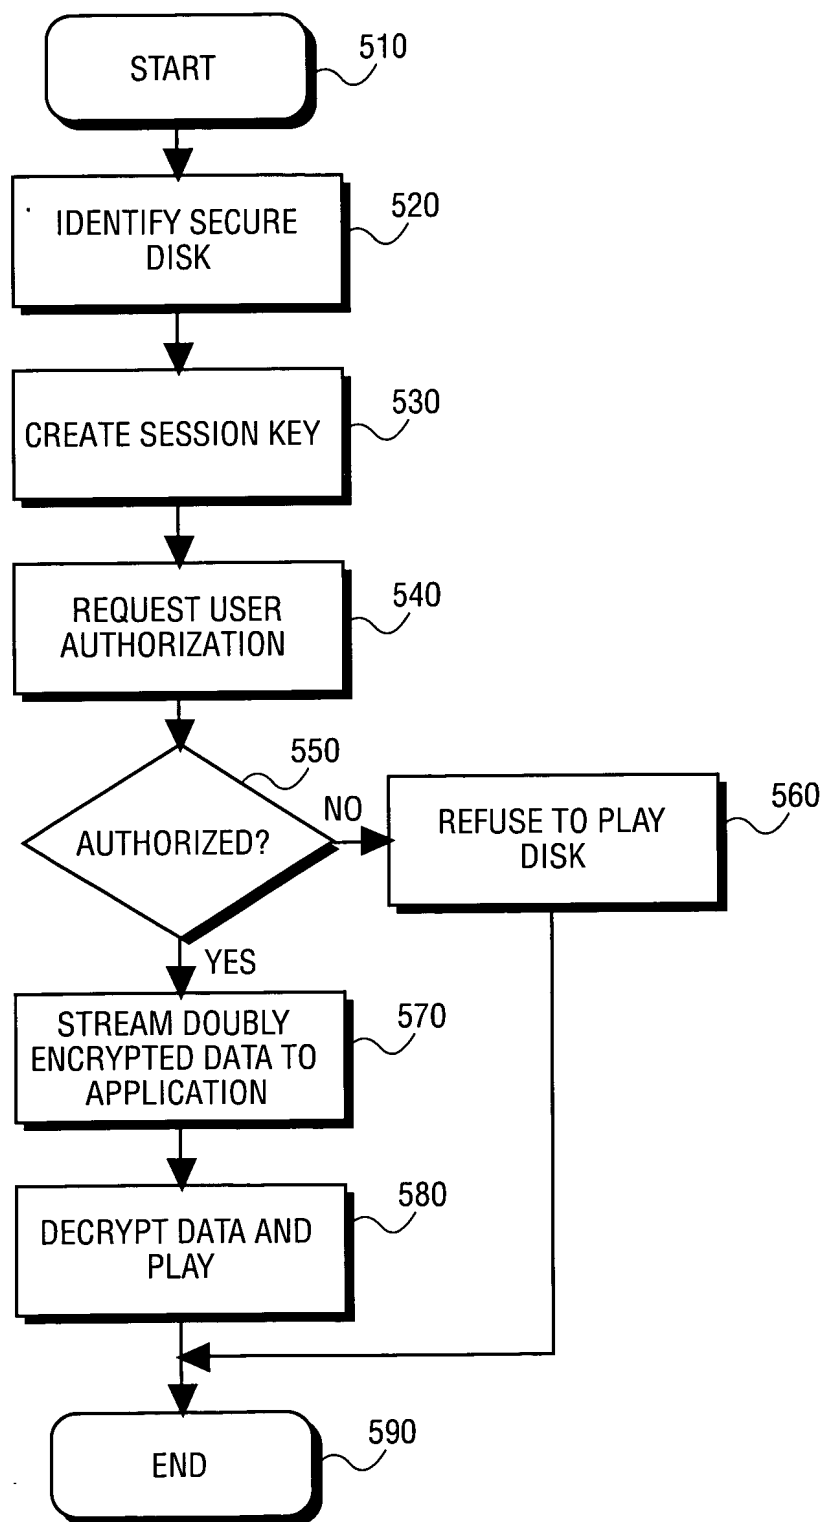 START
510
IDENTIFY SECURE
DISK
520
CREATE SESSION KEY
530
REQUEST USER
AUTHORIZATION
540
AUTHORIZED?
550
NO
REFUSE TO PLAY
DISK
560
YES
STREAM DOUBLY
ENCRYPTED DATA TO
APPLICATION
570
DECRYPT DATA AND
PLAY
580
END
590